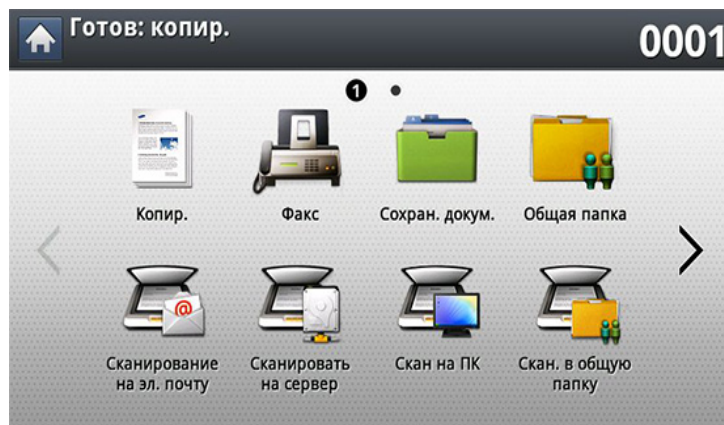 Готов: копир.
0001
1
Копир.
Факс
Сохран. докум.
Общая папка
Сканирование
на эл. почту
Сканировать
на сервер
Скан на ПК
Скан. в общую
папку
@